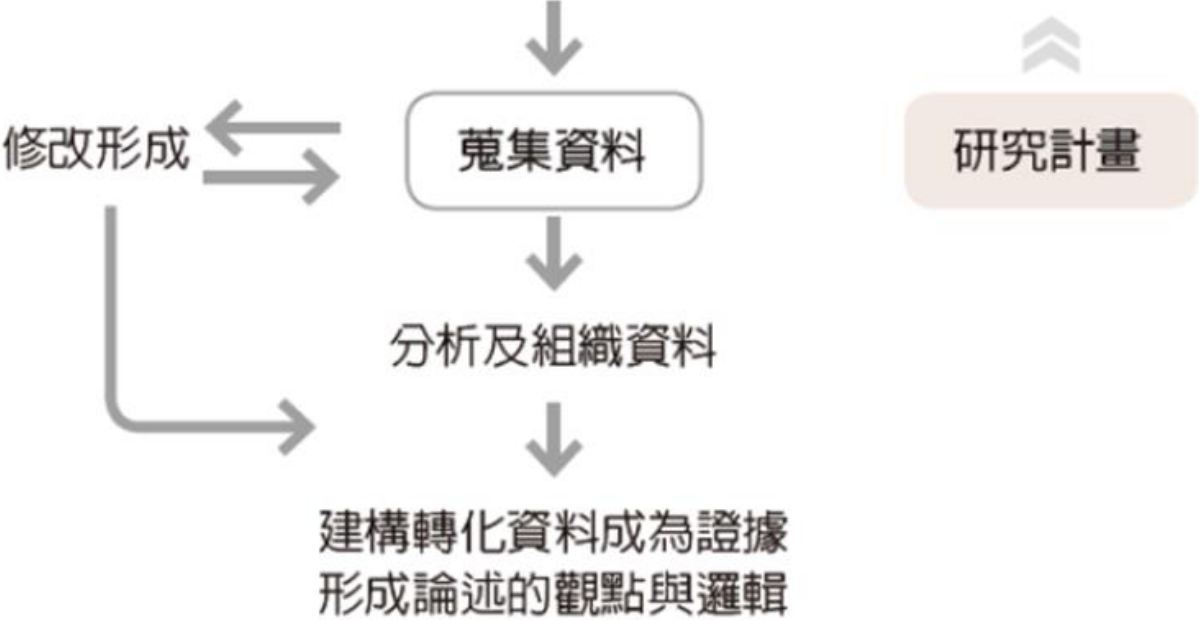 修改形成
蒐集資料
研究計畫
分析及組織資料
建構轉化資料成為證據
形成論述的觀點與邏輯